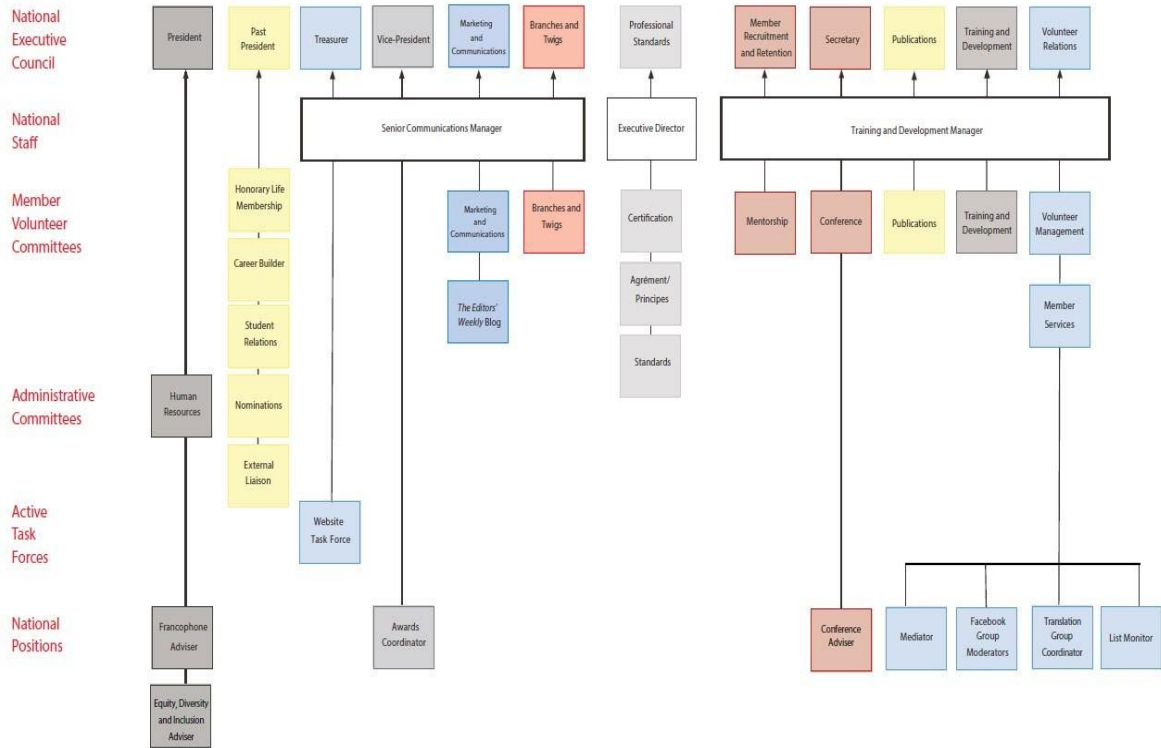 National
Executive
Council
President
Past
President
Treasurer
Vice-President
Marketing
and
Communications
Branches and
Twigs
Professional
Standards
Member
Recruitment
and Retention
Secretary
Publications
Training and
Development
Volunteer
Relations
National
Staff
Senior Communications Manager
Executive Director
Training and Development Manager
Member
Volunteer
Committees
Honorary Life
Membership
Career Builder
Student
Relations
Marketing
and
Communications
The Editors'
Weekly Blog
Branches and
Twigs
Certification
Agrément/
Principes
Standards
Mentorship
Conference
Publications
Training and
Development
Volunteer
Management
Member
Services
Administrative
Committees
Human
Resources
Nominations
External
Liaison
Active
Task
Forces
Website
Task Force
National
Positions
Francophone
Adviser
Equity, Diversity
and Inclusion
Adviser
Awards
Coordinator
Conference
Adviser
Mediator
Facebook
Group
Moderators
Translation
Group
Coordinator
List Monitor